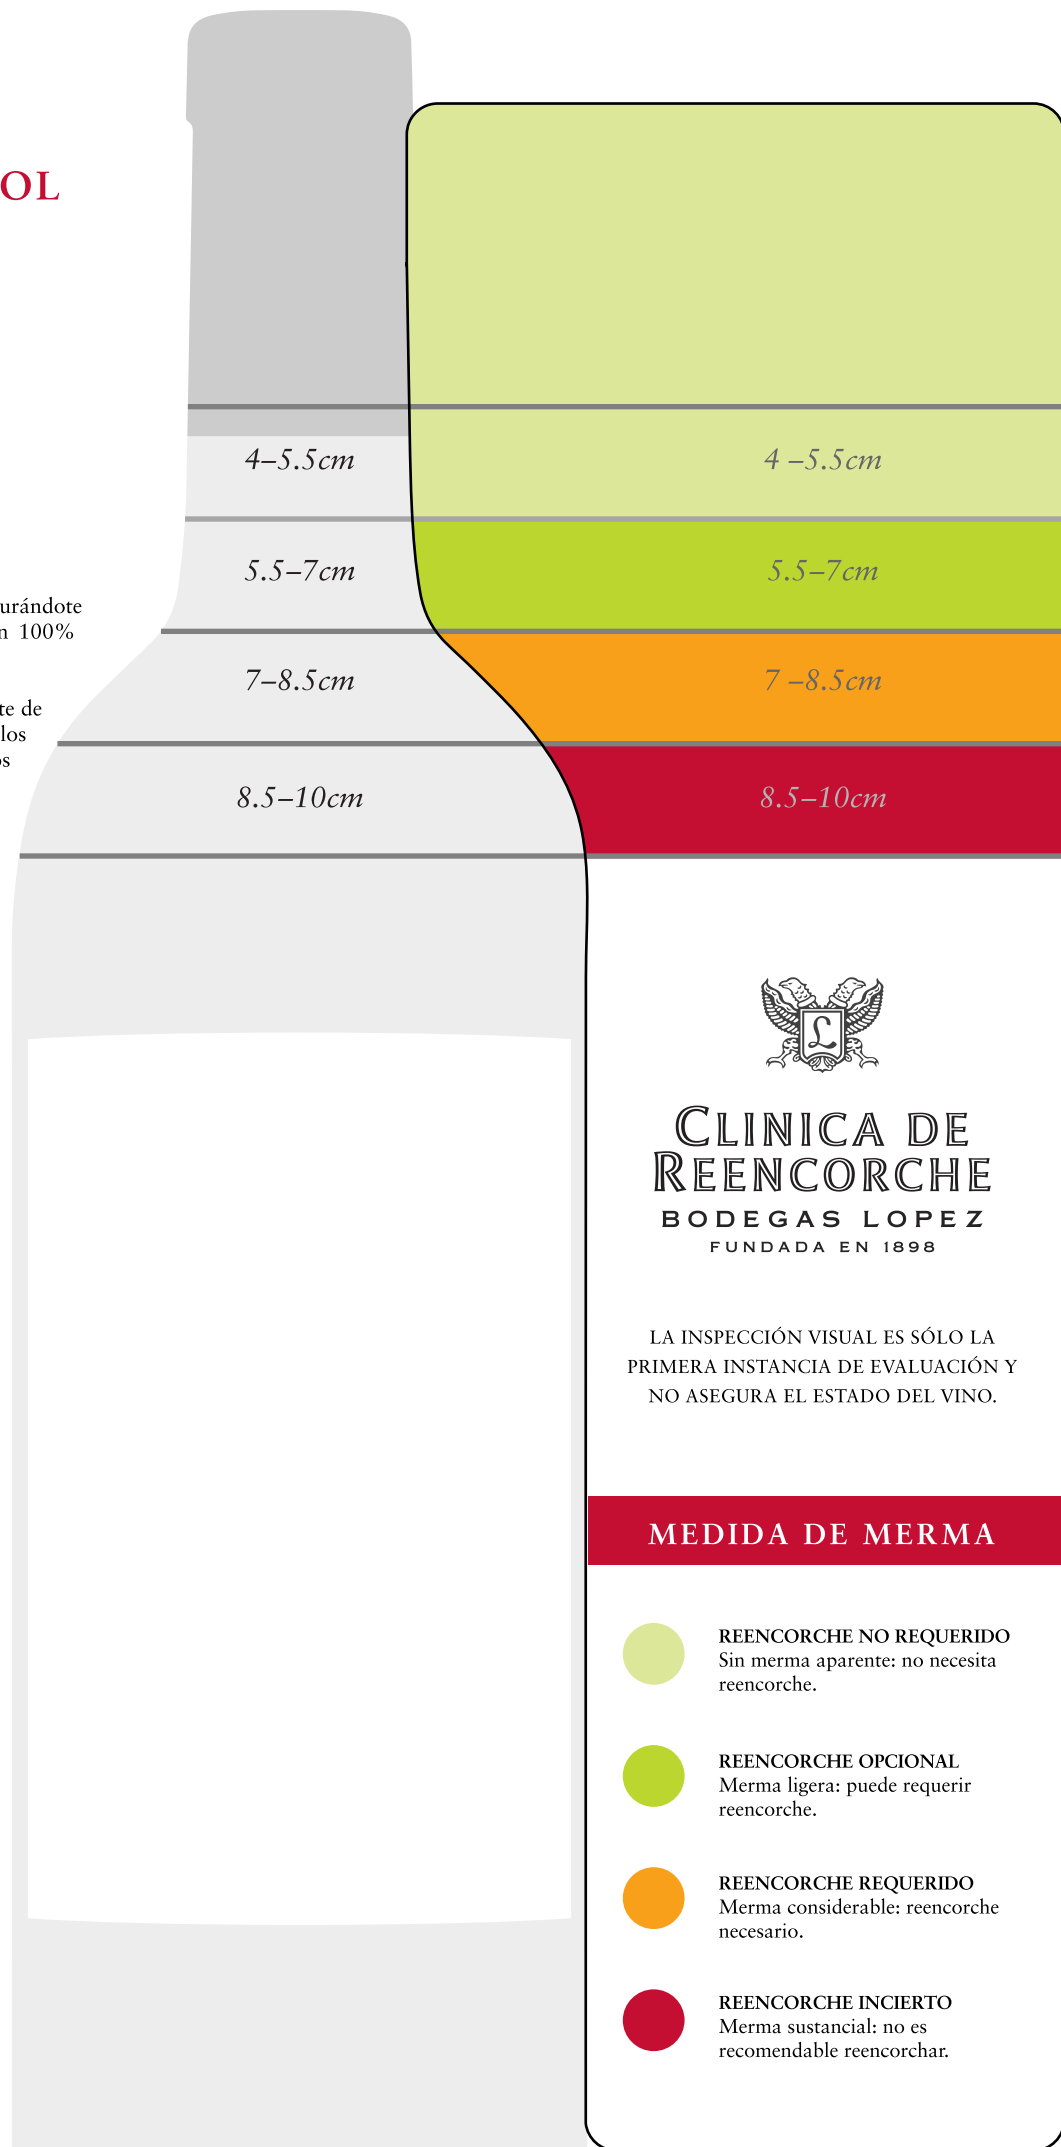 OL
4–5.5cm
4 –5.5cm
5.5–7cm
5.5–7cm
7–8.5cm
7 –8.5cm
8.5–10cm
8.5–10cm
urándote
n 100%
te de
los
os
L
CLINICA DE
REENCORCHE
BODEGAS LOPEZ
FUNDADA EN 1898
LA INSPECCIÓN VISUAL ES SÓLO LA
PRIMERA INSTANCIA DE EVALUACIÓN Y
NO ASEGURA EL ESTADO DEL VINO.
MEDIDA DE MERMA
REENCORCHE NO REQUERIDO
Sin merma aparente: no necesita
reencorche.
REENCORCHE OPCIONAL
Merma ligera: puede requerir
reencorche.
REENCORCHE REQUERIDO
Merma considerable: reencorche
necesario.
REENCORCHE INCIERTO
Merma sustancial: no es
recomendable reencorchar.